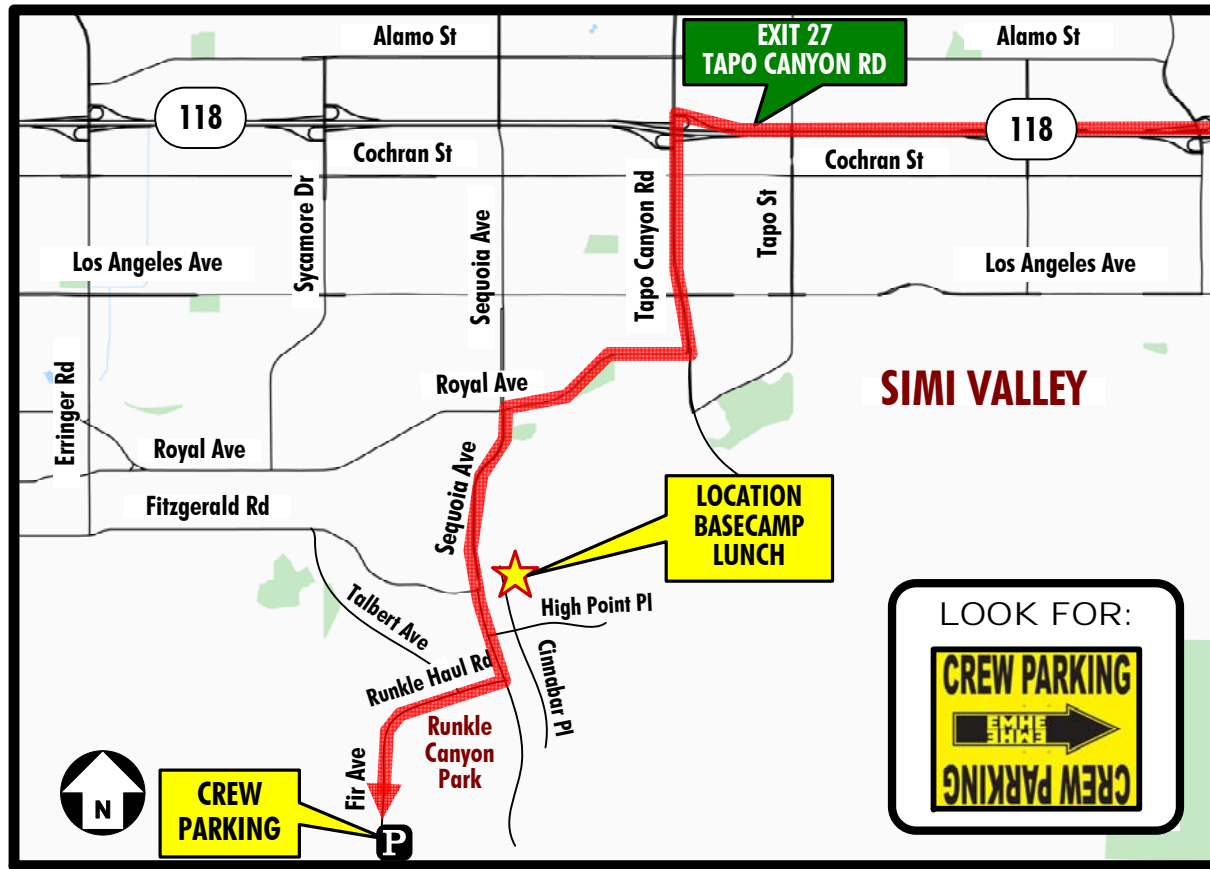 Alamo St
EXIT 27
TAPO CANYON RD
Alamo St
118
118
Cochran St
Cochran St
Sycamore Dr
Sequoia Ave
Tapo Canyon Rd
Tapo St
Los Angeles Ave
Los Angeles Ave
Erringer Rd
Royal Ave
SIMI VALLEY
Royal Ave
Fitzgerald Rd
Sequoia Ave
LOCATION
BASECAMP
LUNCH
Talbert Ave
High Point Pl
Cinnabar Pl
Runkle Haul Rd
Runkle
Canyon
Park
Fir Ave
N
CREW
PARKING
P
LOOK FOR:
CREW PARKING
EMHE
EMHE
CREW PARKING